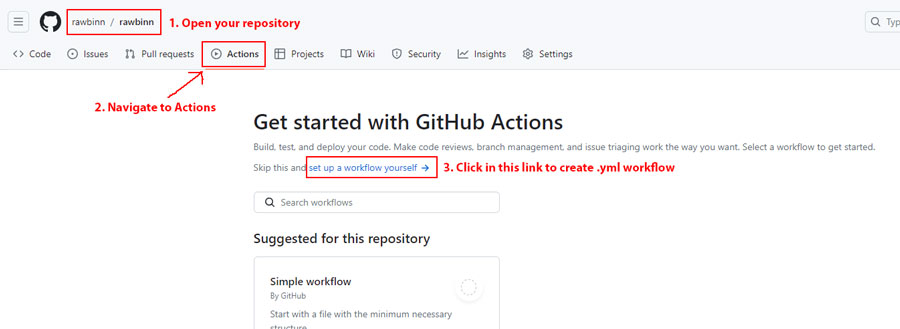 rawbinn / rawbinn
1. Open your repository
Typ
Code
Issues
Pull requests
Actions
Projects
Wiki
Security
Insights
Settings
2. Navigate to Actions
Get started with GitHub Actions
Build, test, and deploy your code. Make code reviews, branch management, and issue triaging work the way you want. Select a workflow to get started.
Skip this and set up a workflow yourself →
3. Click in this link to create .yml workflow
Search workflows
Suggested for this repository
Simple workflow
By GitHub
Start with a file with the minimum necessary
structure.